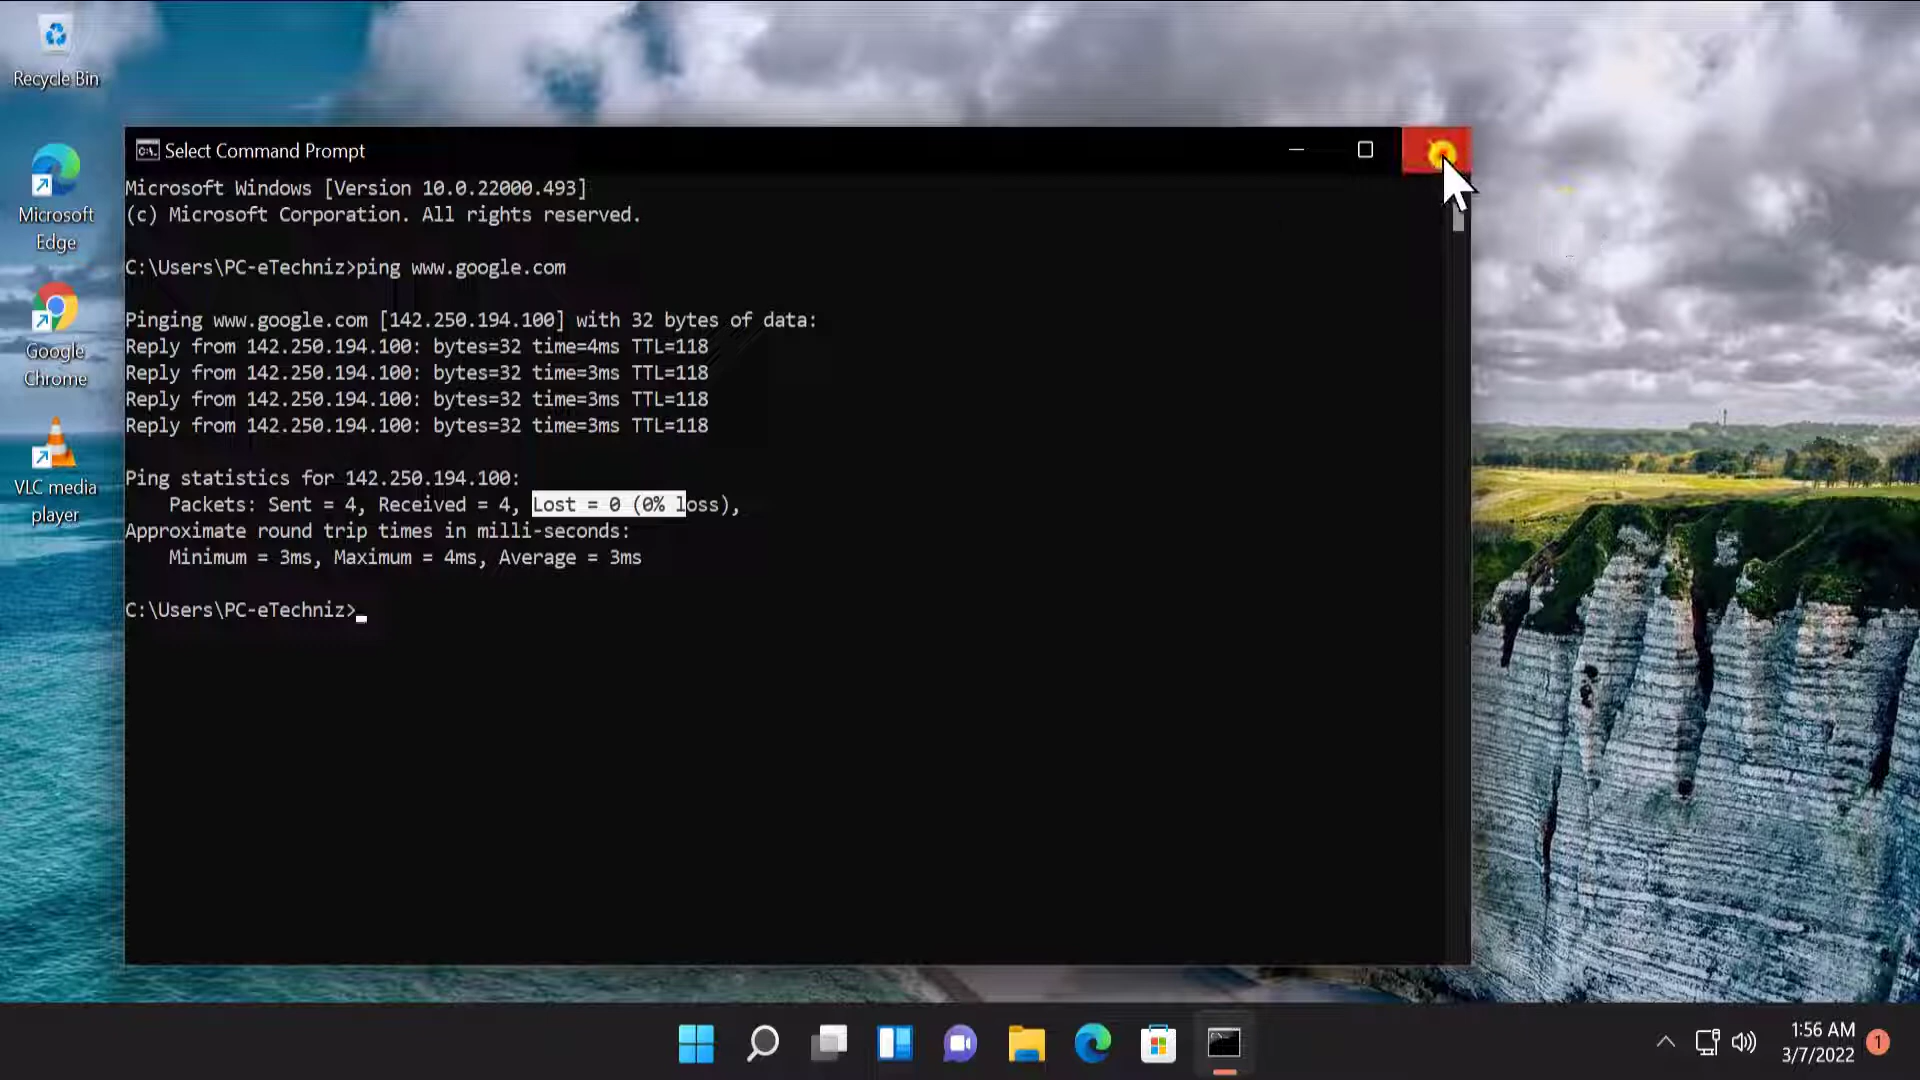 Recycle Bin
Microsoft
Edge
Google
Chrome
VLC media
player
Select Command Prompt
Microsoft Windows [Version 10.0.22000.493]
(c) Microsoft Corporation. All rights reserved.
C:\Users\PC-eTechniz>ping www.google.com
Pinging www.google.com [142.250.194.100] with 32 bytes of data:
Reply from 142.250.194.100: bytes=32 time=4ms TTL=118
Reply from 142.250.194.100: bytes=32 time=3ms TTL=118
Reply from 142.250.194.100: bytes=32 time=3ms TTL=118
Reply from 142.250.194.100: bytes=32 time=3ms TTL=118
Ping statistics for 142.250.194.100:
Packets: Sent = 4, Received = 4, Lost = 0 (0% loss),
Approximate round trip times in milli-seconds:
Minimum = 3ms, Maximum = 4ms, Average = 3ms
C:\Users\PC-eTechniz>
1:56 AM
3/7/2022
1